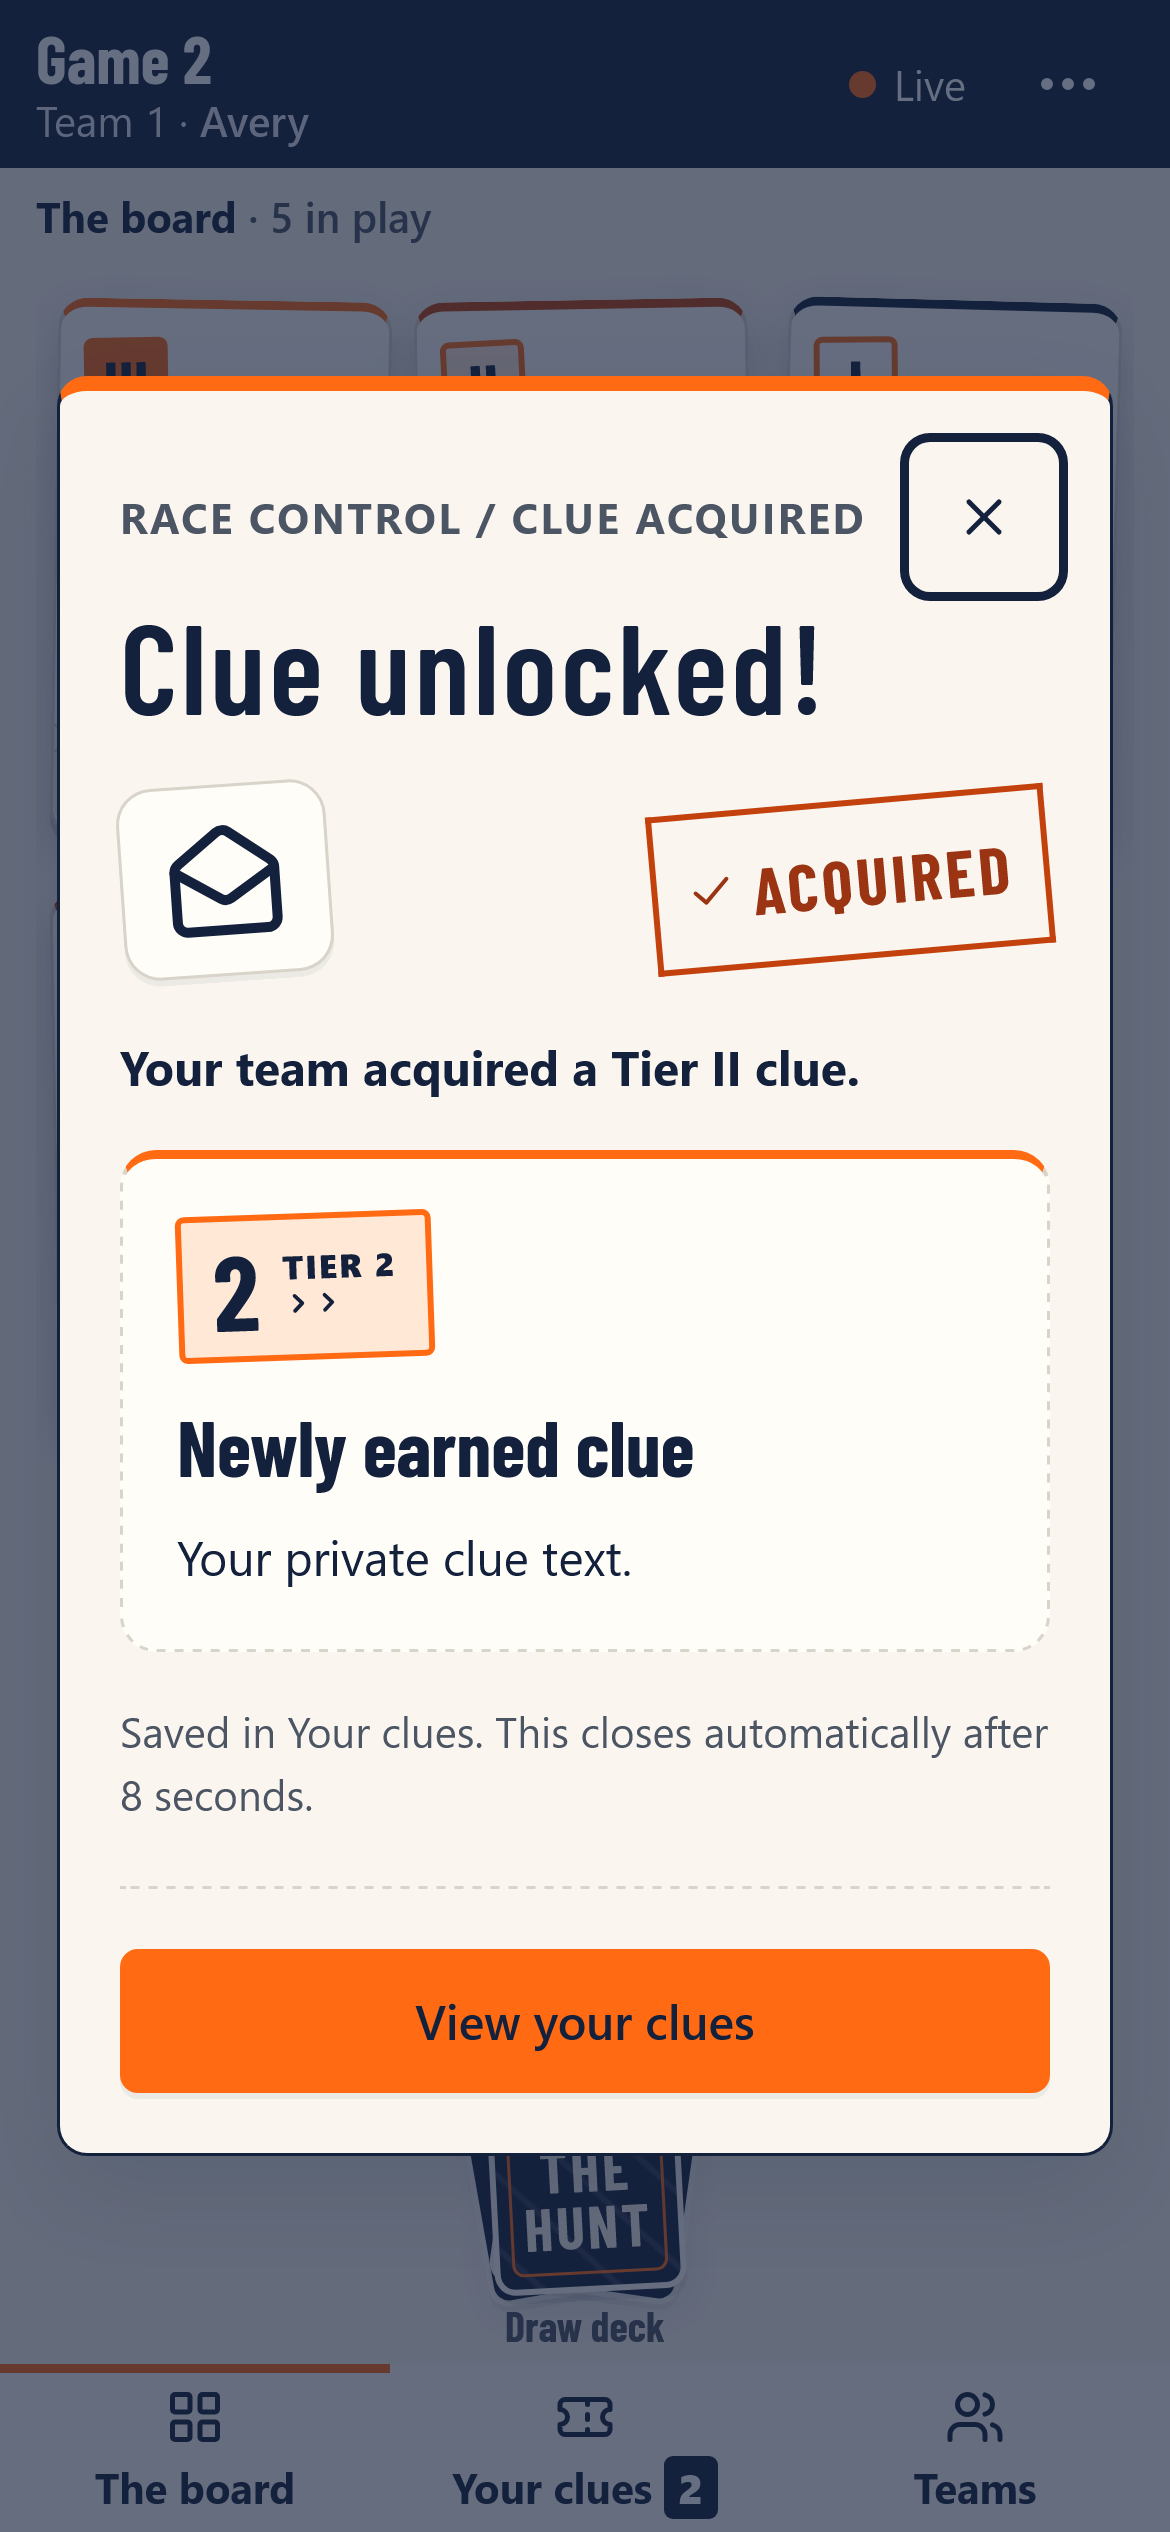 Game 2
Team 1 · Avery
Live
The board · 5 in play
RACE CONTROL / CLUE ACQUIRED
Clue unlocked!
ACQUIRED
Your team acquired a Tier II clue.
2 TIER 2
Newly earned clue
Your private clue text.
Saved in Your clues. This closes automatically after
8 seconds.
View your clues
THE
HUNT
Draw deck
The board
Your clues 2
Teams